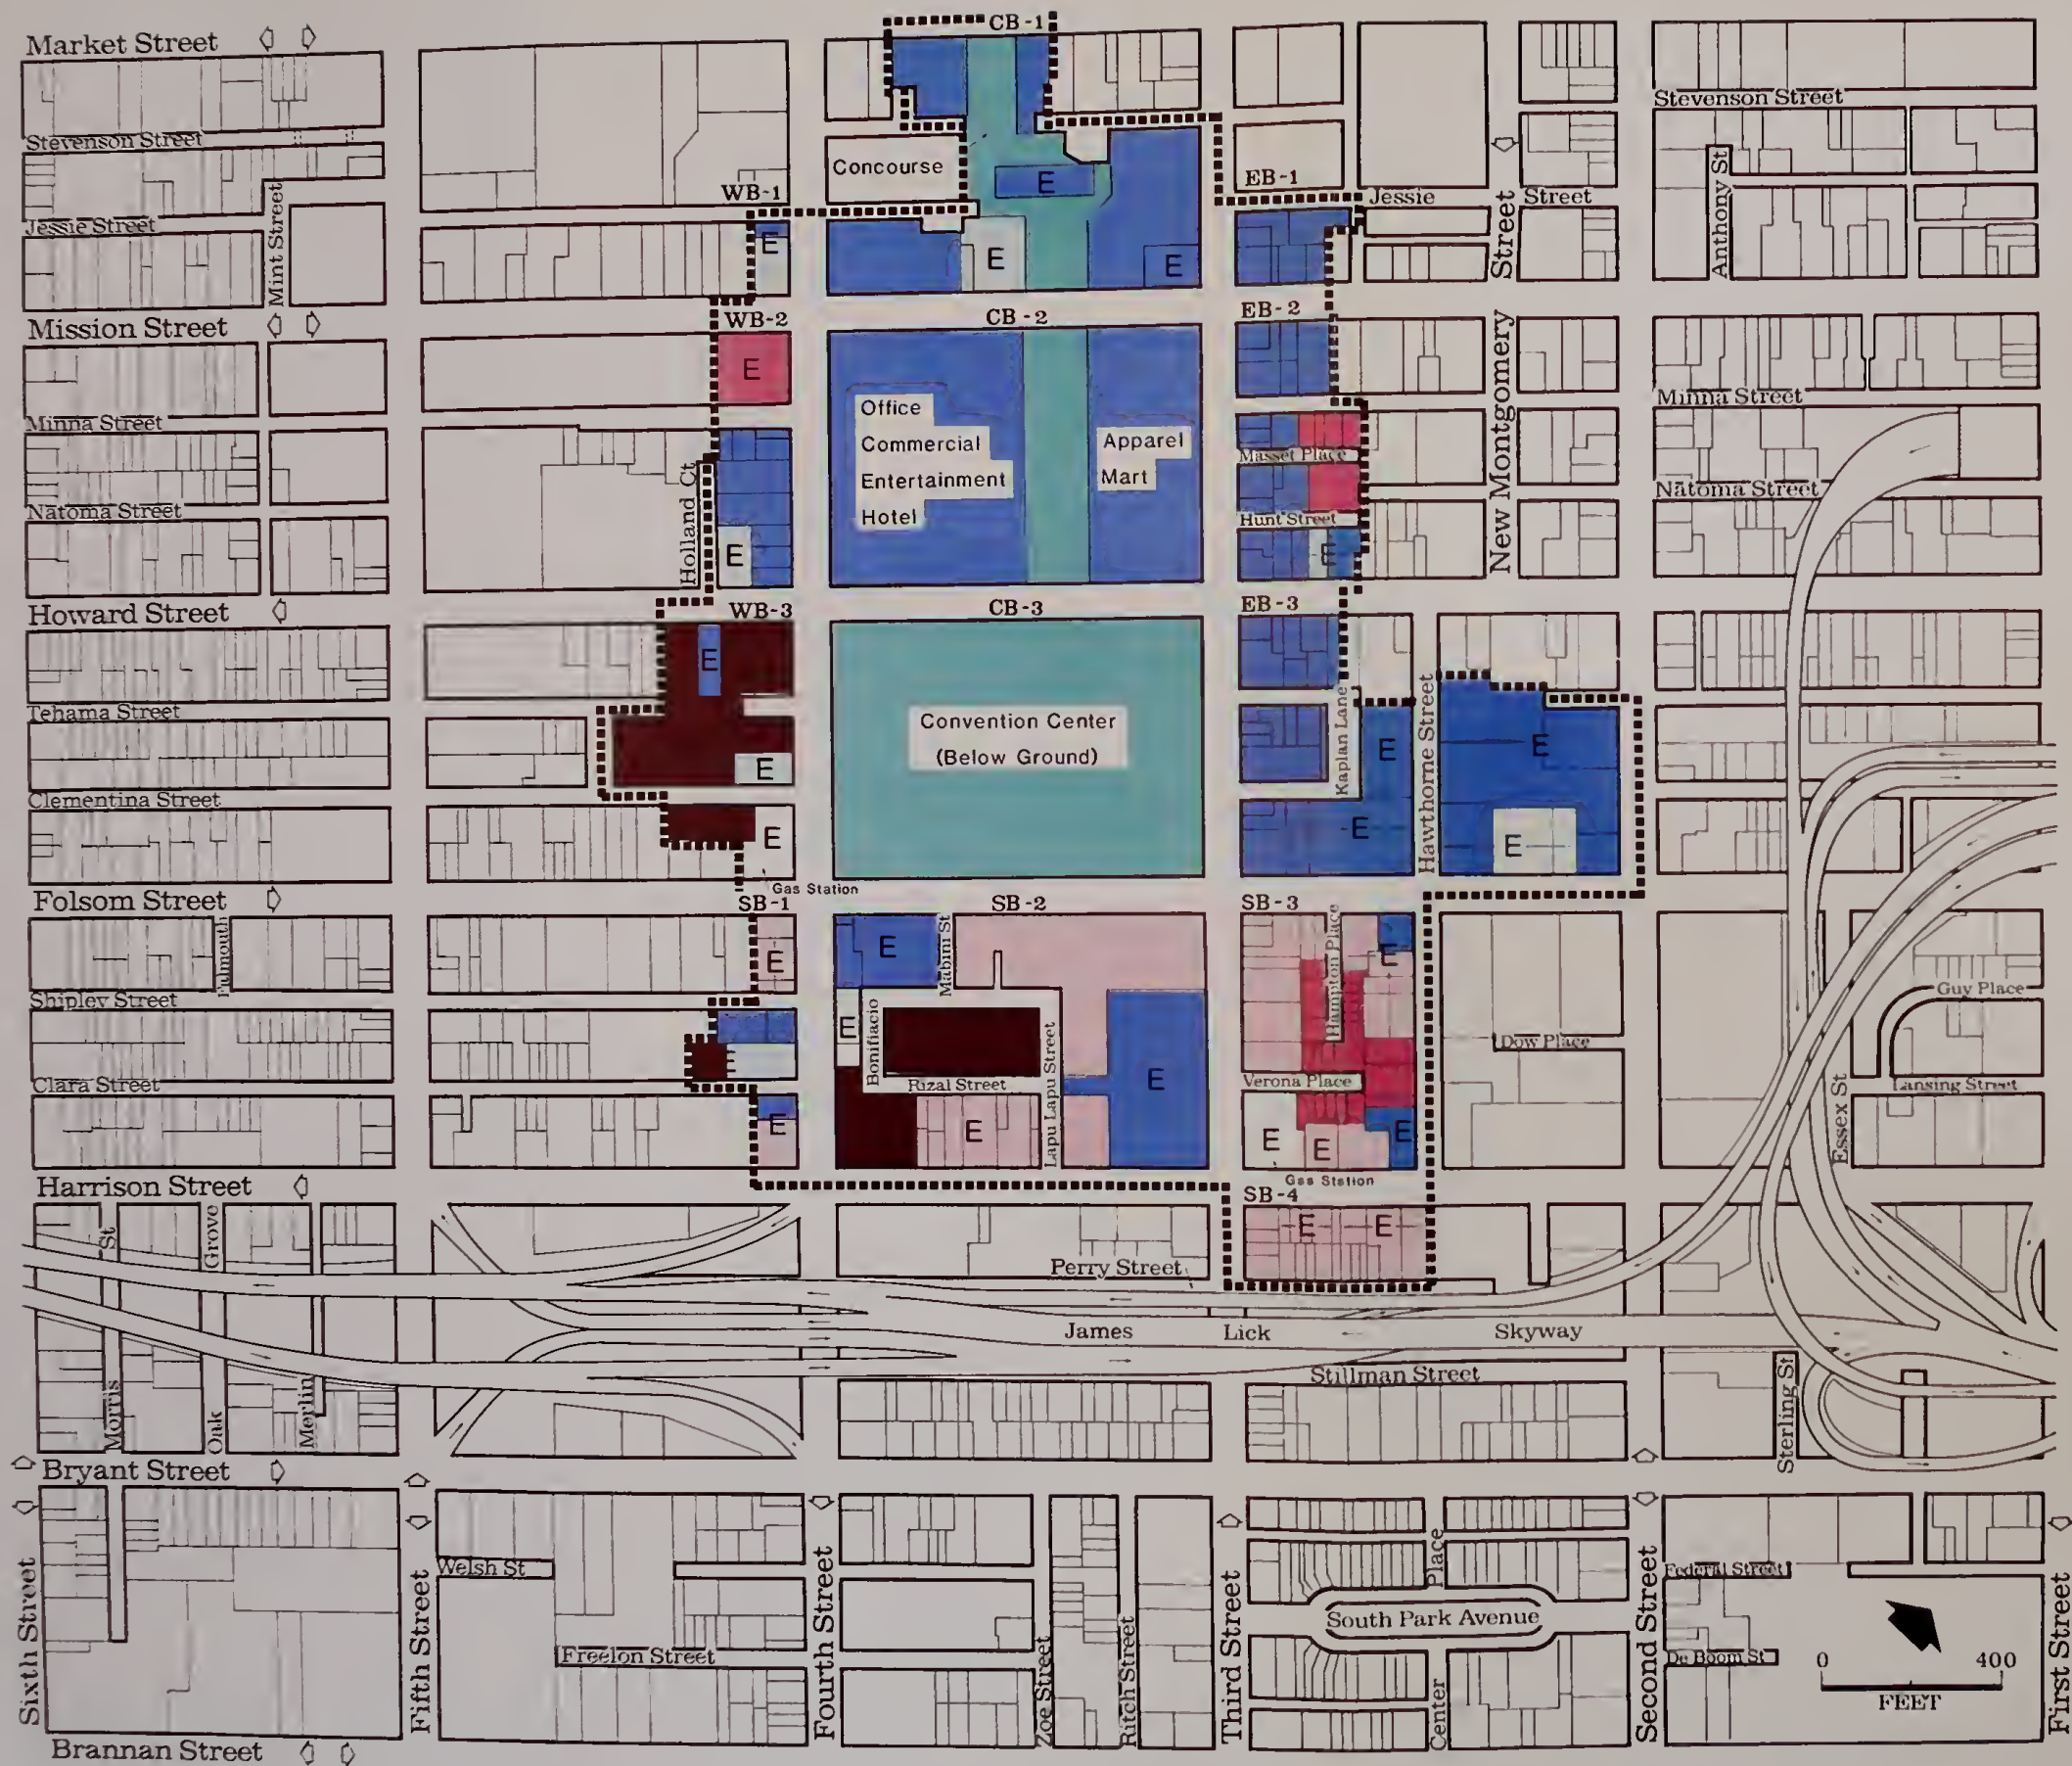 CB-1
Market Street
Stevenson Street
Stevenson Street
Concourse
E
Anthony St
WB-1
EB-1
Jessie
Street
Street
Mint Street
Jessie Street
E
E
E
Mission Street
WB-2
CB-2
EB-2
New Montgomery
E
Office
Commercial
Entertainment
Hotel
Apparel
Mart
Minna Street
Minna Street
Masset Place
Holland Ct
Natoma Street
Natoma Street
Hunt Street
E
E
Howard Street
WB-3
CB-3
EB-3
E
Tehama Street
Convention Center
(Below Ground)
Kaplan Lane
Hawthorne Street
E
E
E
Clementina Street
E
E
E
Gas Station
Folsom Street
SB-1
SB-2
SB-3
Falmouth
E
E
Mabini St
Hampton Place
E
Shipley Street
Guy Place
E
Bonifacio
Lapu Lapu Street
Dow Place
E
Clara Street
Rizal Street
E
Verona Place
Lansing Street
Essex St
E
E
E
E
E
Gas Station
Harrison Street
SB-4
E
E
St
Grove
Perry Street
James Lick Skyway
Morris
Oak
Merlin
Stillman Street
Sterling St
Bryant Street
Welsh St
Place
Federal Street
South Park Avenue
Freelon Street
De Boom St
0 400
FEET
Sixth Street
Fifth Street
Fourth Street
Zoe Street
Ritch Street
Third Street
Center
Second Street
First Street
Brannan Street